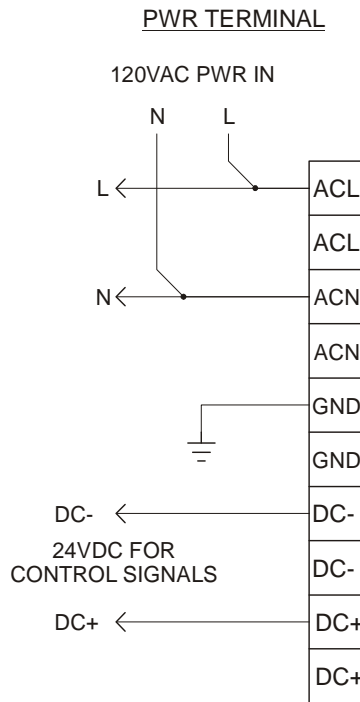 PWR TERMINAL
120VAC PWR IN
N L
L ACL
ACL
N ACN
ACN
GND
GND
DC- DC-
24VDC FOR
CONTROL SIGNALS
DC-
DC+ DC+
DC+